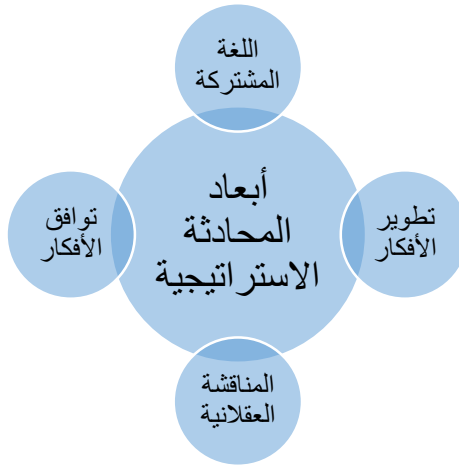 اللغة
المشتركة
أبعاد
المحادثة
الاستراتيجية
تطوير
الأفكار
توافق
الأفكار
المناقشة
العقلانية